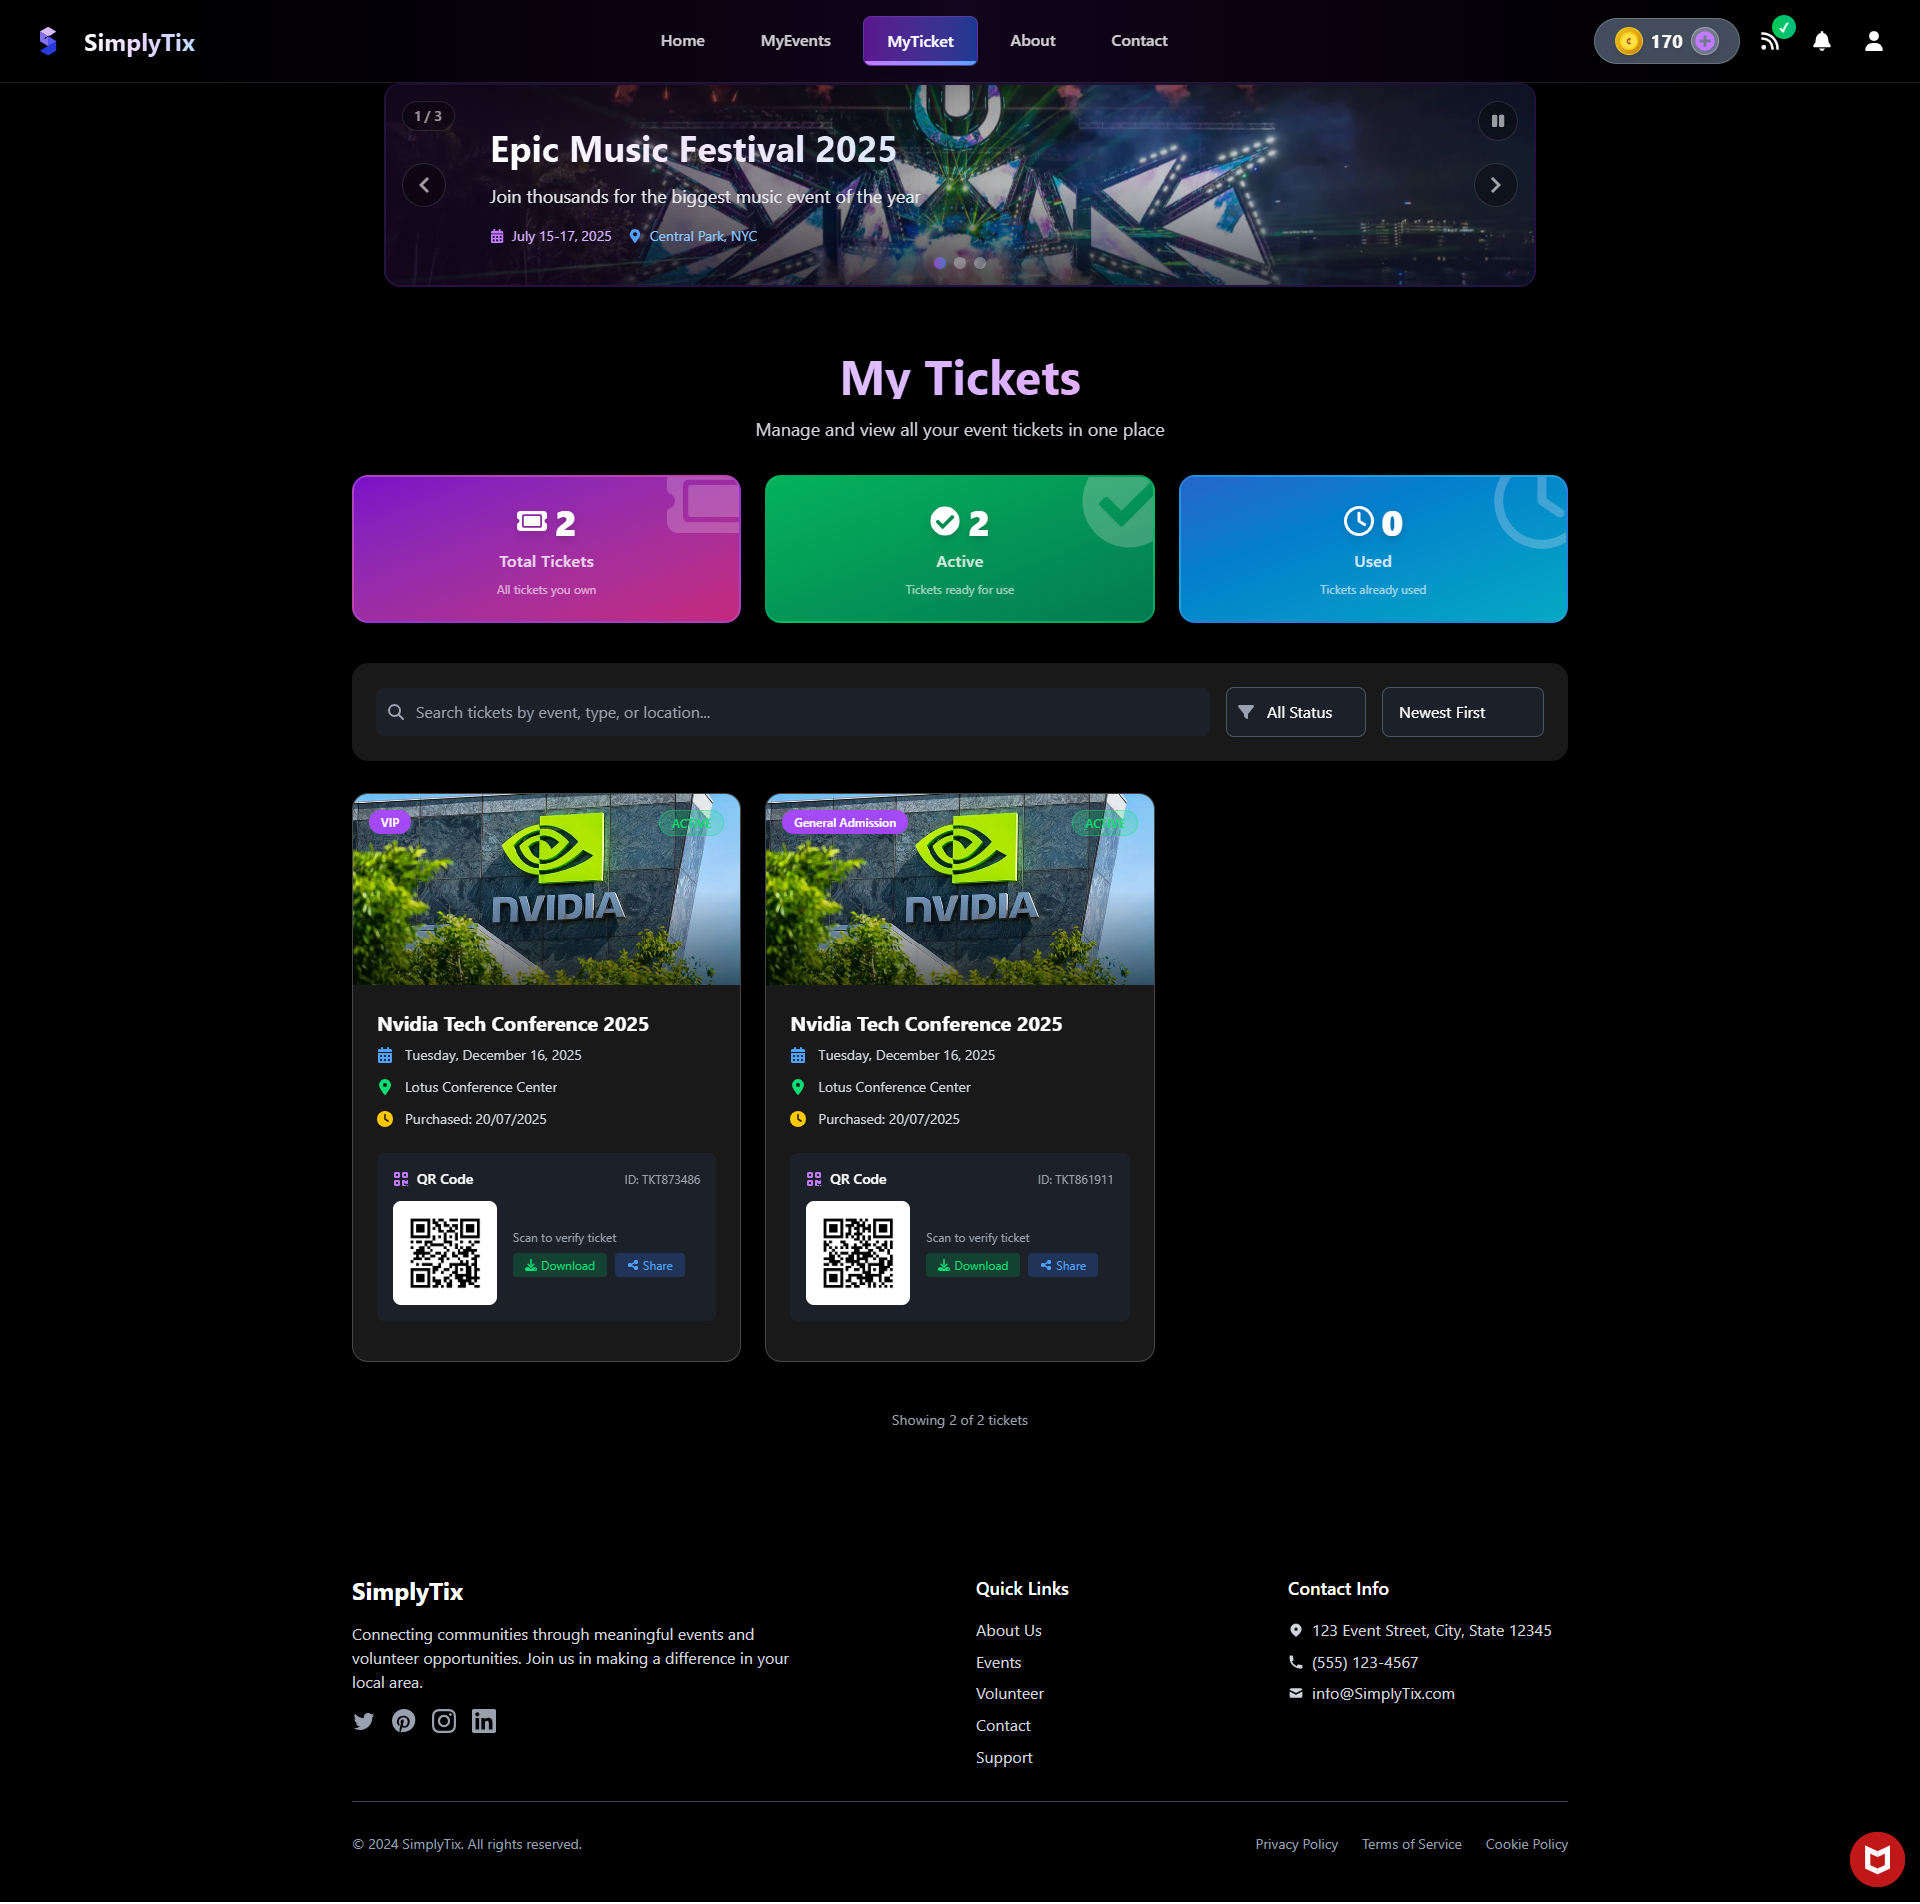 SimplyTix
Home
MyEvents
MyTicket
About
Contact
170
1 / 3
Epic Music Festival 2025
Join thousands for the biggest music event of the year
July 15-17, 2025
Central Park, NYC
My Tickets
Manage and view all your event tickets in one place
2
Total Tickets
All tickets you own
2
Active
Tickets ready for use
0
Used
Tickets already used
Search tickets by event, type, or location...
All Status
Newest First
VIP
ACTIVE
NVIDIA
Nvidia Tech Conference 2025
Tuesday, December 16, 2025
Lotus Conference Center
Purchased: 20/07/2025
QR Code
ID: TKT873486
Scan to verify ticket
Download
Share
General Admission
ACTIVE
NVIDIA
Nvidia Tech Conference 2025
Tuesday, December 16, 2025
Lotus Conference Center
Purchased: 20/07/2025
QR Code
ID: TKT861911
Scan to verify ticket
Download
Share
Showing 2 of 2 tickets
SimplyTix
Connecting communities through meaningful events and
volunteer opportunities. Join us in making a difference in your
local area.
Quick Links
About Us
Events
Volunteer
Contact
Support
Contact Info
123 Event Street, City, State 12345
(555) 123-4567
info@SimplyTix.com
© 2024 SimplyTix. All rights reserved.
Privacy Policy
Terms of Service
Cookie Policy